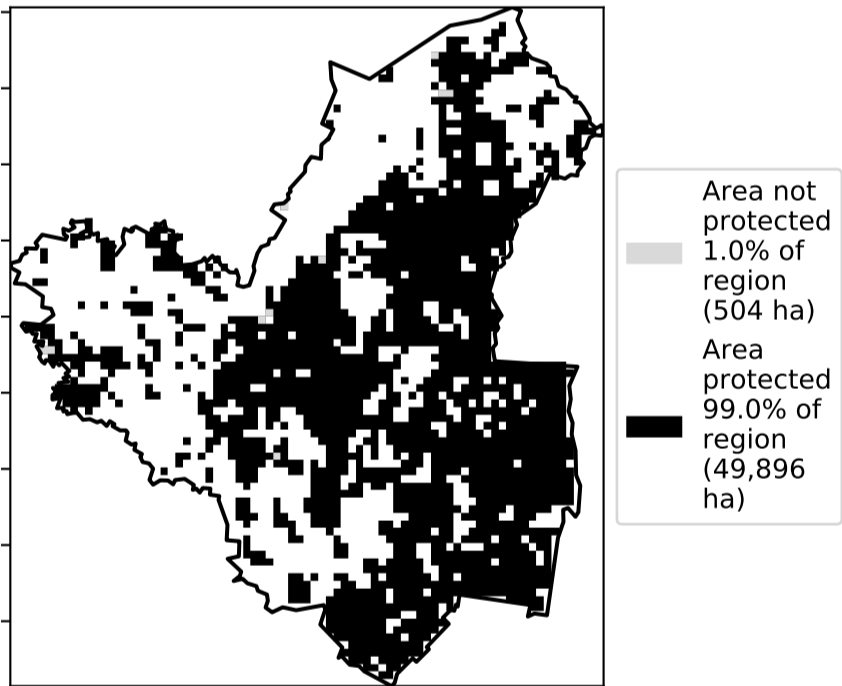 Area not
protected
1.0% of
region
(504 ha)
Area
protected
99.0% of
region
(49,896
ha)